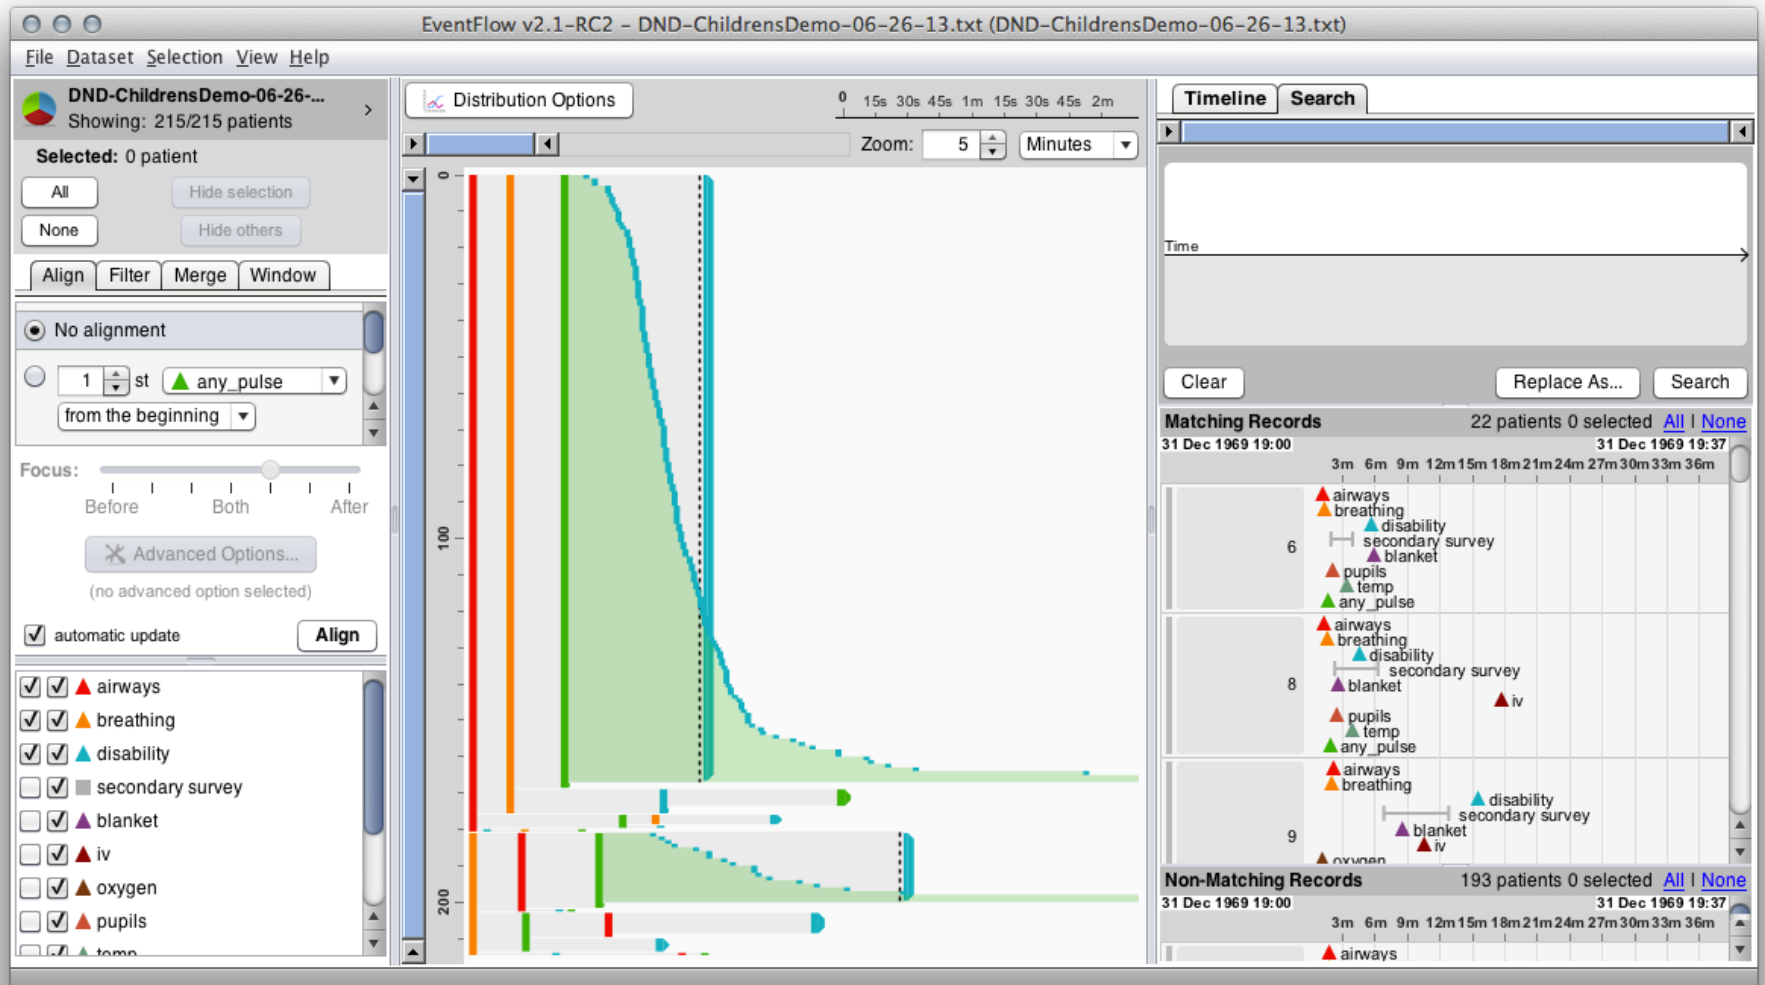 EventFlow v2.1-RC2 – DND-ChildrensDemo-06-26-13.txt (DND-ChildrensDemo-06-26-13.txt)
File Dataset Selection View Help
DND-ChildrensDemo-06-26-...
Showing: 215/215 patients
Selected: 0 patient
All Hide selection
None Hide others
Align Filter Merge Window
No alignment
1 st any_pulse
from the beginning
Focus:
Before Both After
Advanced Options...
(no advanced option selected)
automatic update Align
airways
breathing
disability
secondary survey
blanket
iv
oxygen
pupils
temp
Distribution Options
0 15s 30s 45s 1m 15s 30s 45s 2m
Zoom: 5 Minutes
0
100
200
Timeline Search
Time
Clear Replace As... Search
Matching Records 22 patients 0 selected All | None
31 Dec 1969 19:00 31 Dec 1969 19:37
3m 6m 9m 12m 15m 18m 21m 24m 27m 30m 33m 36m
airways
breathing
disability
6 secondary survey
blanket
pupils
temp
any_pulse
airways
breathing
disability
secondary survey
8 blanket
iv
pupils
temp
any_pulse
airways
breathing
disability
secondary survey
9 blanket
iv
oxygen
Non-Matching Records 193 patients 0 selected All | None
31 Dec 1969 19:00 31 Dec 1969 19:37
3m 6m 9m 12m 15m 18m 21m 24m 27m 30m 33m 36m
airways